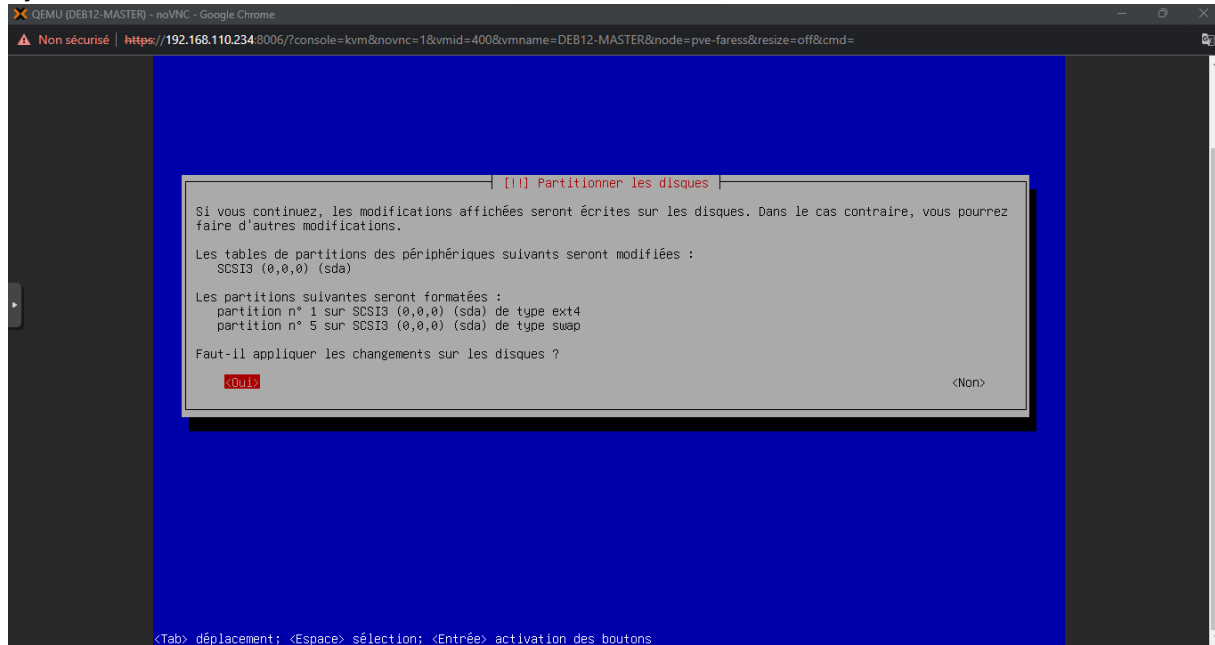 QEMU (DEB12-MASTER) - noVNC - Google Chrome
Non sécurisé | https://192.168.110.234:8006/?console=kvm&novnc=1&vmid=400&vmname=DEB12-MASTER&node=pve-faress&resize=off&cmd=
[!!] Partitionner les disques
Si vous continuez, les modifications affichées seront écrites sur les disques. Dans le cas contraire, vous pourrez
faire d'autres modifications.
Les tables de partitions des périphériques suivants seront modifiées :
SCSI3 (0,0,0) (sda)
Les partitions suivantes seront formatées :
partition n° 1 sur SCSI3 (0,0,0) (sda) de type ext4
partition n° 5 sur SCSI3 (0,0,0) (sda) de type swap
Faut-il appliquer les changements sur les disques ?
<Oui> <Non>
<Tab> déplacement; <Espace> sélection; <Entrée> activation des boutons